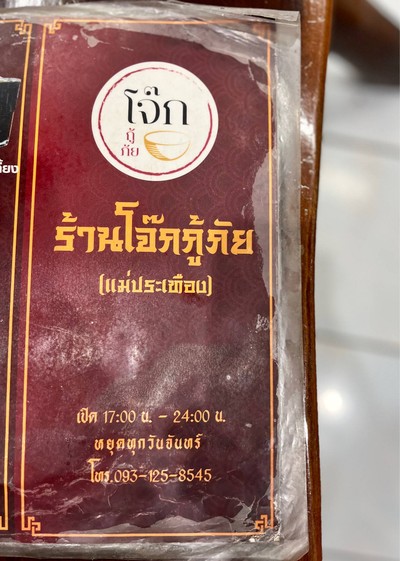 โจ๊ก
กู้
ภัย
ร้านโจ๊กกู้ภัย
(แม่ประเทือง)
เปิด 17:00 น. - 24:00 น.
หยุดทุกวันจันทร์
โทร.093-125-8545